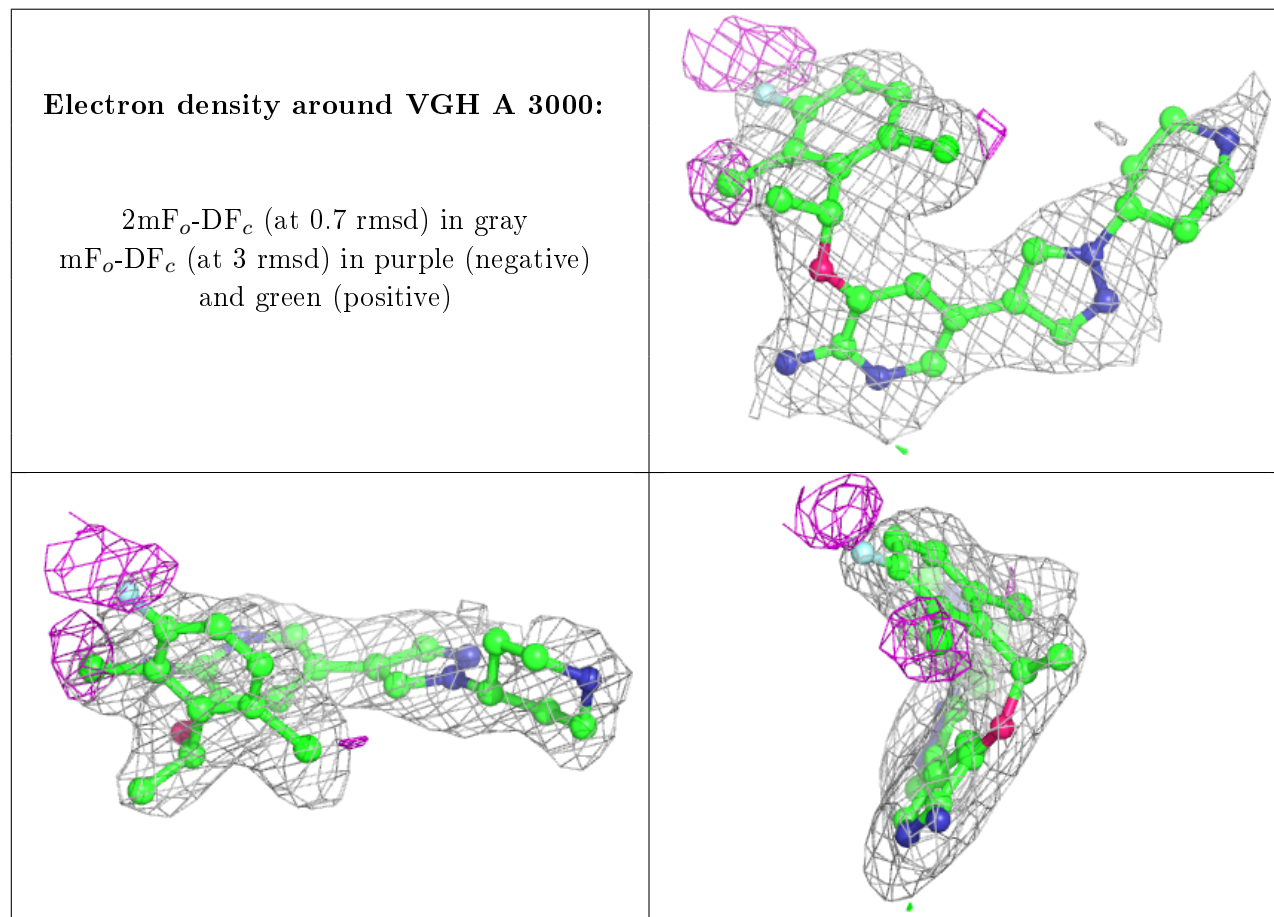 Electron density around VGH A 3000:
2mFo-DFc (at 0.7 rmsd) in gray
mFo-DFc (at 3 rmsd) in purple (negative)
and green (positive)